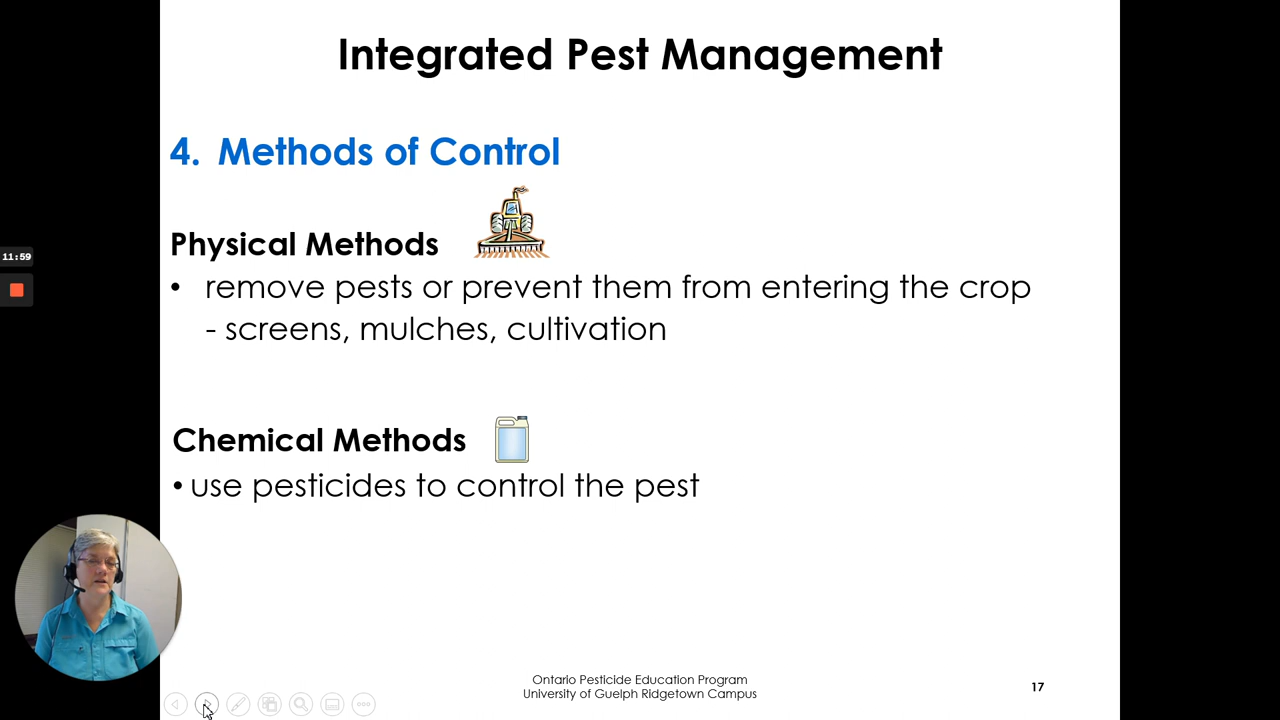 Integrated Pest Management
4. Methods of Control
Physical Methods
• remove pests or prevent them from entering the crop
- screens, mulches, cultivation
11:59
Chemical Methods
• use pesticides to control the pest
Ontario Pesticide Education Program
University of Guelph Ridgetown Campus
17